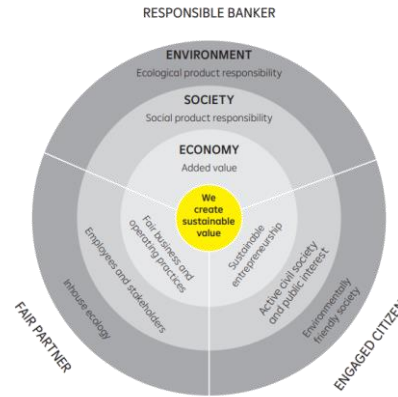 RESPONSIBLE BANKER
ENVIRONMENT
Ecological product responsibility
SOCIETY
Social product responsibility
ECONOMY
Added value
We
create
sustainable
value
Fair business and
operating practices
Employees and stakeholders
Inhouse ecology
FAIR PARTNER
Sustainable
entrepreneurship
Active civil society
and public interest
Environmentally
friendly society
ENGAGED CITIZEN